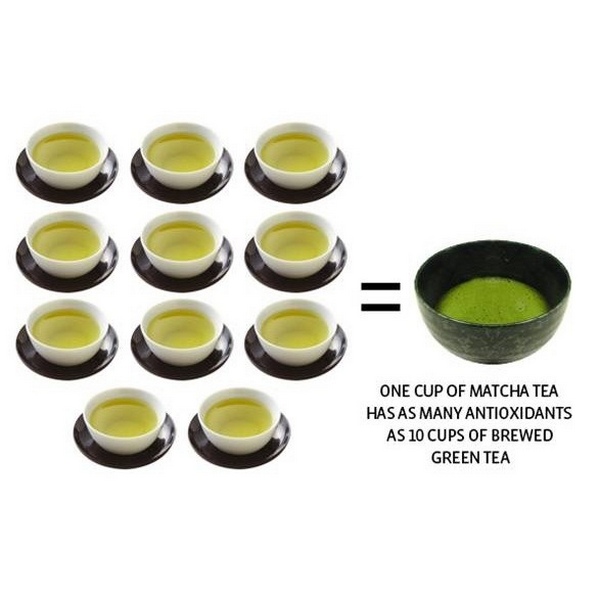 =
ONE CUP OF MATCHA TEA
HAS AS MANY ANTIOXIDANTS
AS 10 CUPS OF BREWED
GREEN TEA